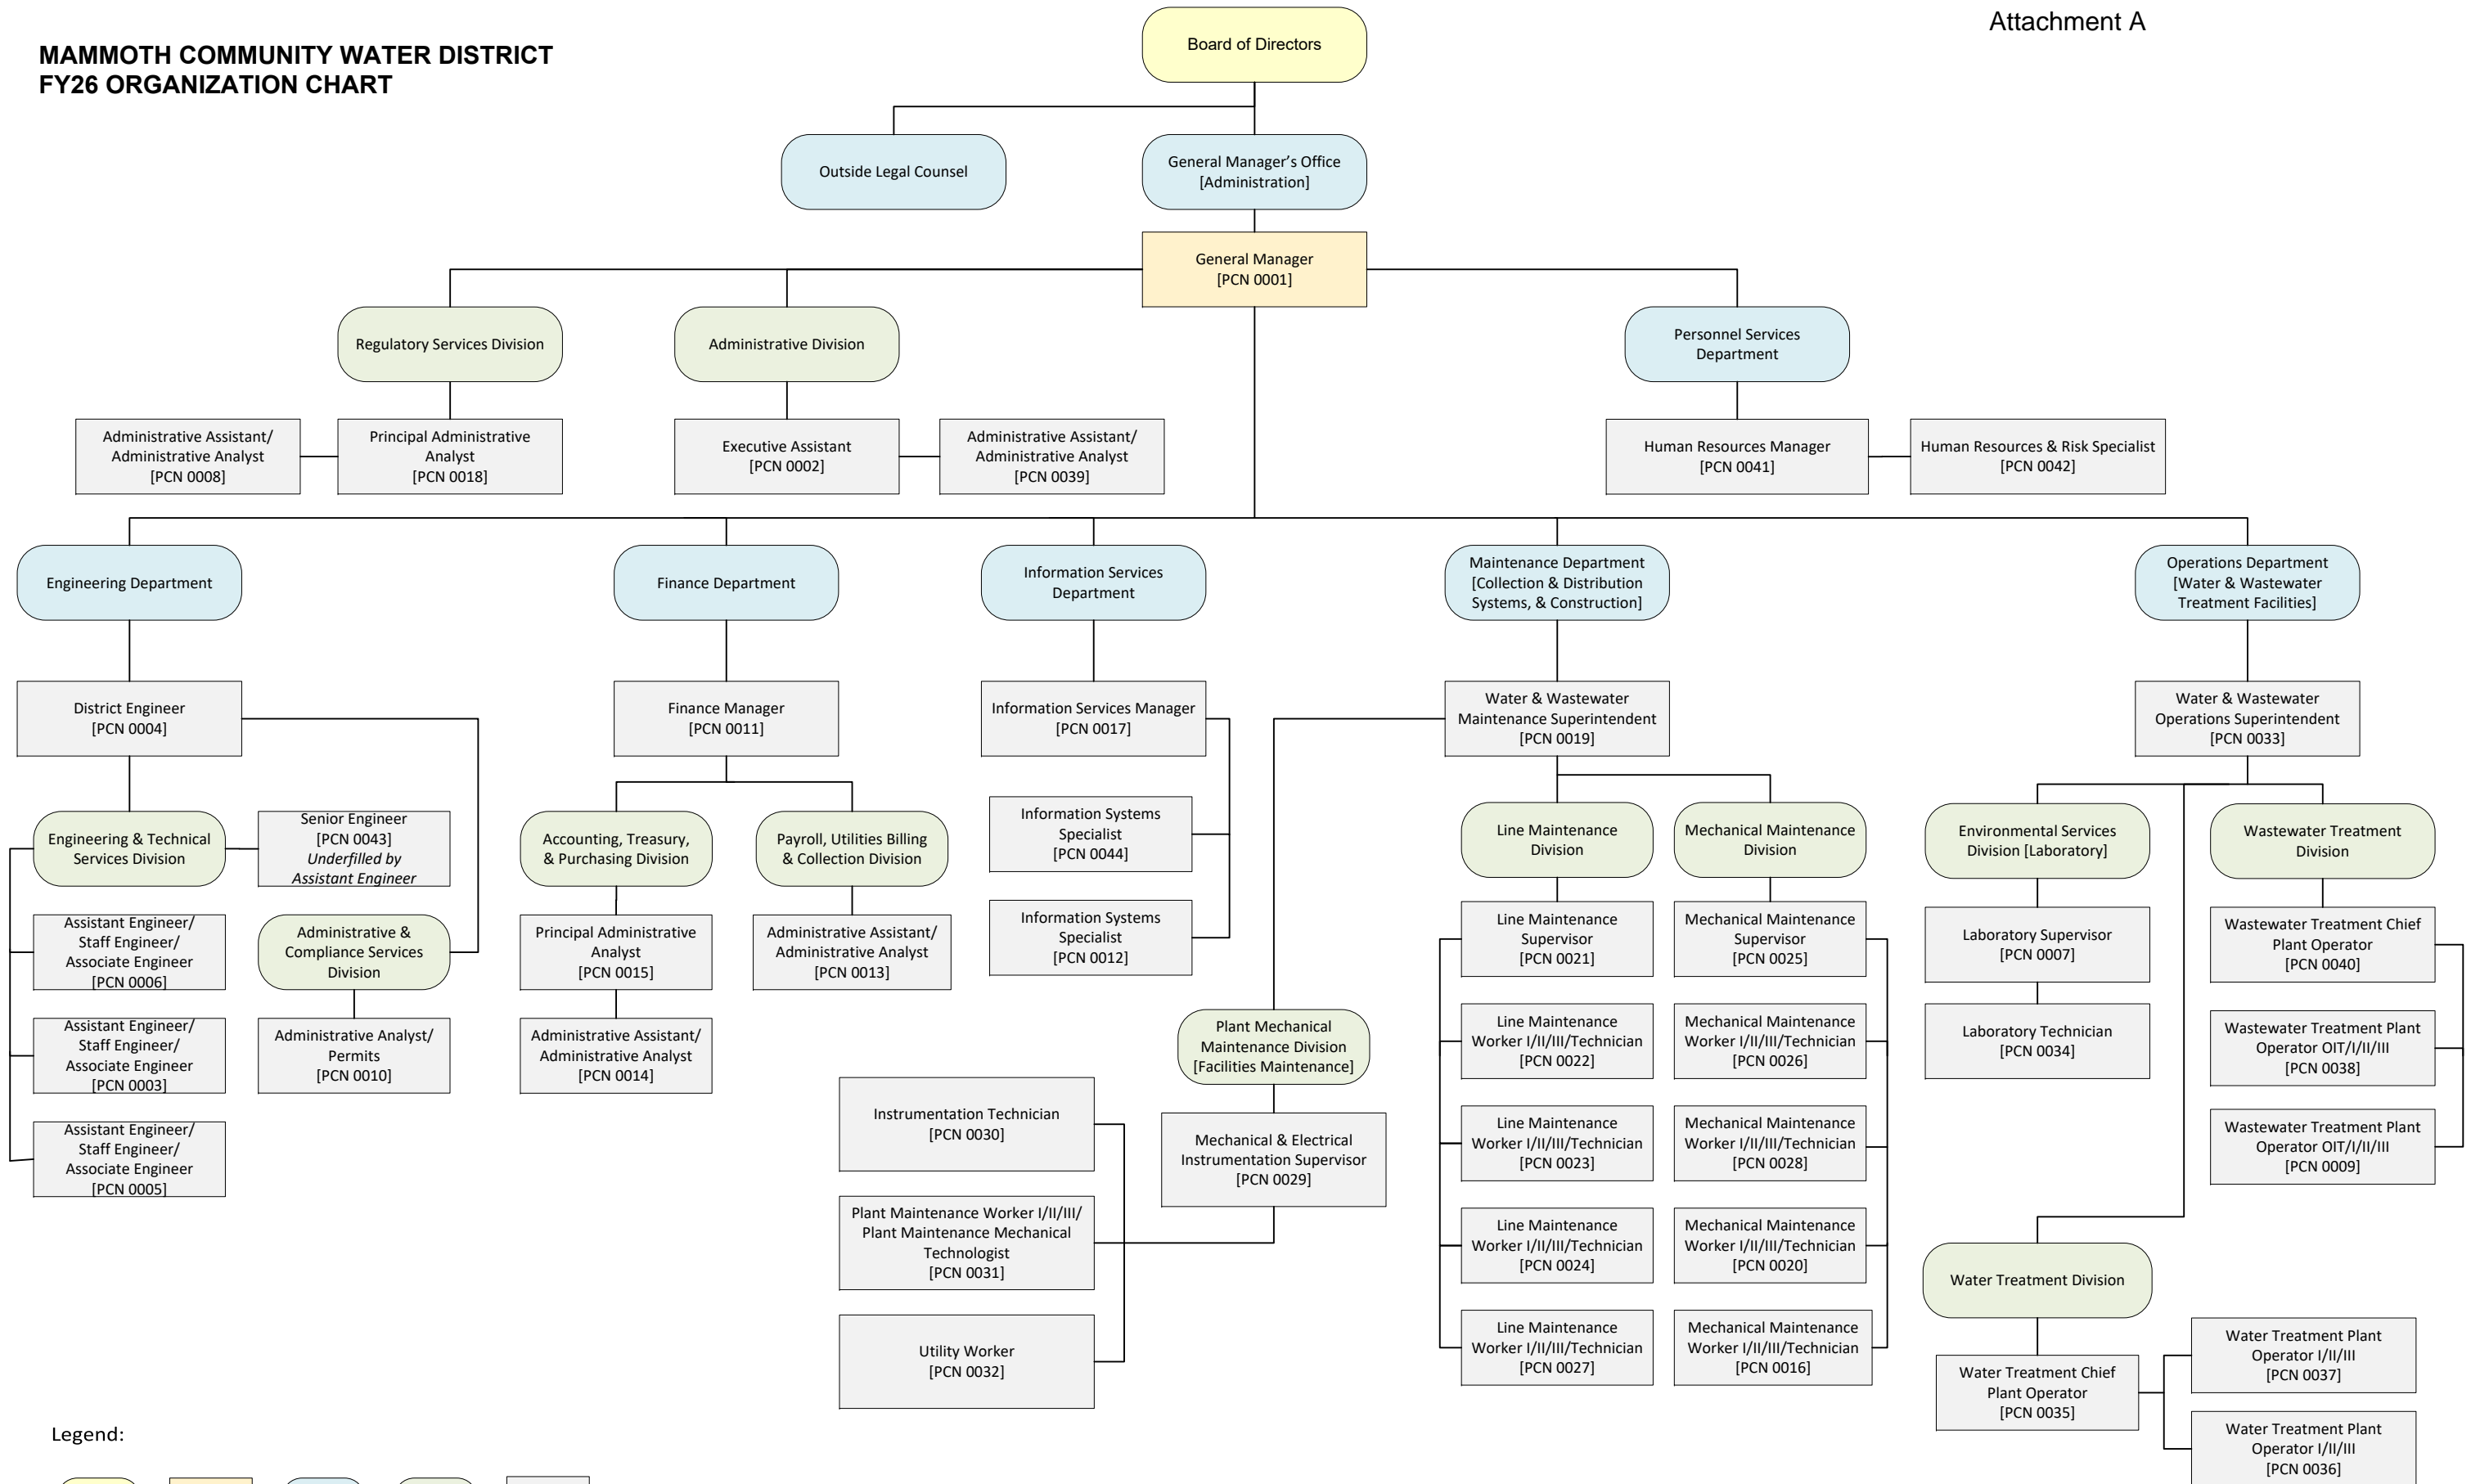 Attachment A
MAMMOTH COMMUNITY WATER DISTRICT
FY26 ORGANIZATION CHART
Board of Directors
Outside Legal Counsel
General Manager’s Office
[Administration]
General Manager
[PCN 0001]
Regulatory Services Division
Administrative Division
Personnel Services
Department
Administrative Assistant/
Administrative Analyst
[PCN 0008]
Principal Administrative
Analyst
[PCN 0018]
Executive Assistant
[PCN 0002]
Administrative Assistant/
Administrative Analyst
[PCN 0039]
Human Resources Manager
[PCN 0041]
Human Resources & Risk Specialist
[PCN 0042]
Engineering Department
Finance Department
Information Services
Department
Maintenance Department
[Collection & Distribution
Systems, & Construction]
Operations Department
[Water & Wastewater
Treatment Facilities]
District Engineer
[PCN 0004]
Finance Manager
[PCN 0011]
Information Services Manager
[PCN 0017]
Water & Wastewater
Maintenance Superintendent
[PCN 0019]
Water & Wastewater
Operations Superintendent
[PCN 0033]
Engineering & Technical
Services Division
Senior Engineer
[PCN 0043]
Underfilled by
Assistant Engineer
Assistant Engineer/
Staff Engineer/
Associate Engineer
[PCN 0006]
Administrative &
Compliance Services
Division
Assistant Engineer/
Staff Engineer/
Associate Engineer
[PCN 0003]
Administrative Analyst/
Permits
[PCN 0010]
Assistant Engineer/
Staff Engineer/
Associate Engineer
[PCN 0005]
Accounting, Treasury,
& Purchasing Division
Payroll, Utilities Billing
& Collection Division
Principal Administrative
Analyst
[PCN 0015]
Administrative Assistant/
Administrative Analyst
[PCN 0013]
Administrative Assistant/
Administrative Analyst
[PCN 0014]
Information Systems
Specialist
[PCN 0044]
Information Systems
Specialist
[PCN 0012]
Plant Mechanical
Maintenance Division
[Facilities Maintenance]
Mechanical & Electrical
Instrumentation Supervisor
[PCN 0029]
Instrumentation Technician
[PCN 0030]
Plant Maintenance Worker I/II/III/
Plant Maintenance Mechanical
Technologist
[PCN 0031]
Utility Worker
[PCN 0032]
Line Maintenance
Division
Line Maintenance
Supervisor
[PCN 0021]
Line Maintenance
Worker I/II/III/Technician
[PCN 0022]
Line Maintenance
Worker I/II/III/Technician
[PCN 0023]
Line Maintenance
Worker I/II/III/Technician
[PCN 0024]
Line Maintenance
Worker I/II/III/Technician
[PCN 0027]
Mechanical Maintenance
Division
Mechanical Maintenance
Supervisor
[PCN 0025]
Mechanical Maintenance
Worker I/II/III/Technician
[PCN 0026]
Mechanical Maintenance
Worker I/II/III/Technician
[PCN 0028]
Mechanical Maintenance
Worker I/II/III/Technician
[PCN 0020]
Mechanical Maintenance
Worker I/II/III/Technician
[PCN 0016]
Environmental Services
Division [Laboratory]
Laboratory Supervisor
[PCN 0007]
Laboratory Technician
[PCN 0034]
Wastewater Treatment
Division
Wastewater Treatment Chief
Plant Operator
[PCN 0040]
Wastewater Treatment Plant
Operator OIT/I/II/III
[PCN 0038]
Wastewater Treatment Plant
Operator OIT/I/II/III
[PCN 0009]
Water Treatment Division
Water Treatment Chief
Plant Operator
[PCN 0035]
Water Treatment Plant
Operator I/II/III
[PCN 0037]
Water Treatment Plant
Operator I/II/III
[PCN 0036]
Legend: